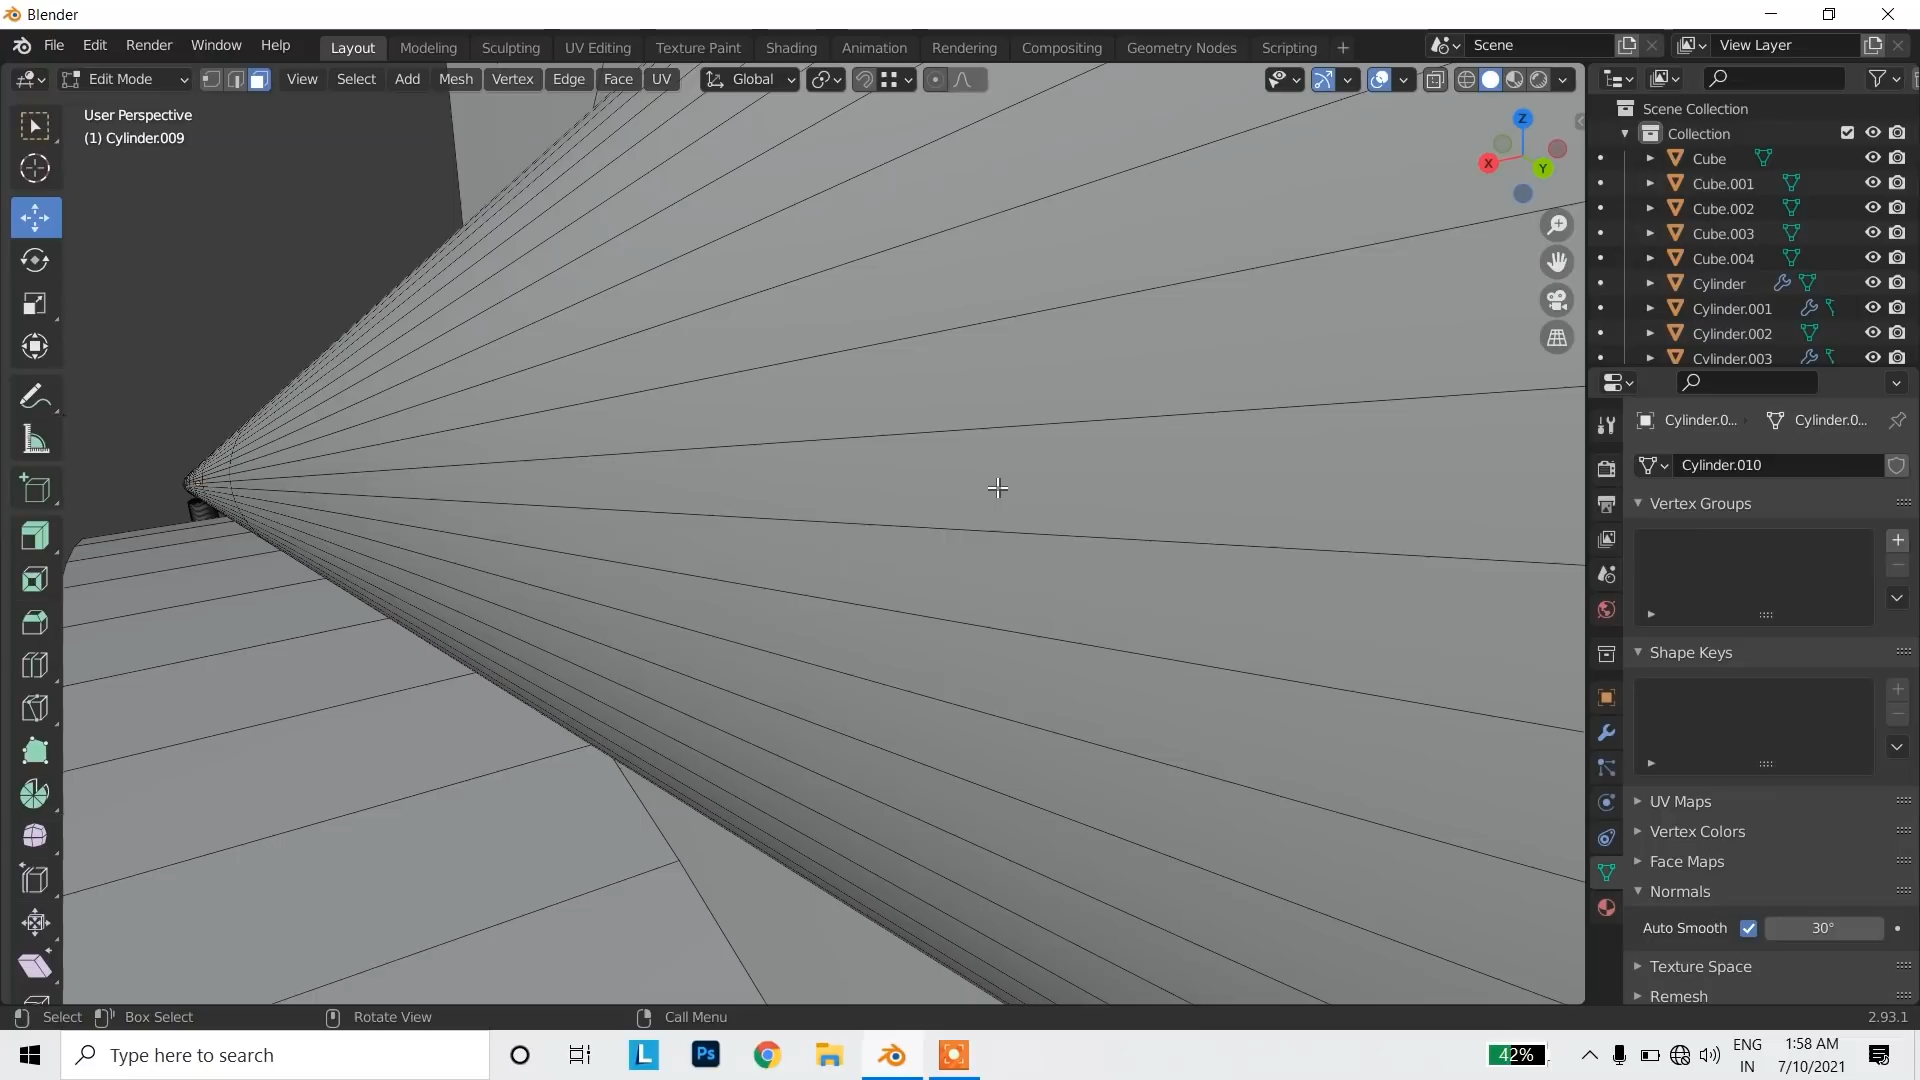 Blender
File Edit Render Window Help Layout Modeling Sculpting UV Editing Texture Paint Shading Animation Rendering Compositing Geometry Nodes Scripting + Scene View Layer
Edit Mode View Select Add Mesh Vertex Edge Face UV Global
User Perspective
(1) Cylinder.009
Z
X
Y
Scene Collection
Collection
Cube
Cube.001
Cube.002
Cube.003
Cube.004
Cylinder
Cylinder.001
Cylinder.002
Cylinder.003
Cylinder.0... Cylinder.0...
Cylinder.010
Vertex Groups
Shape Keys
UV Maps
Vertex Colors
Face Maps
Normals
Auto Smooth 30°
Texture Space
Remesh
Select Box Select Rotate View Call Menu 2.93.1
Type here to search
L
Ps
42%
ENG
IN
1:58 AM
7/10/2021